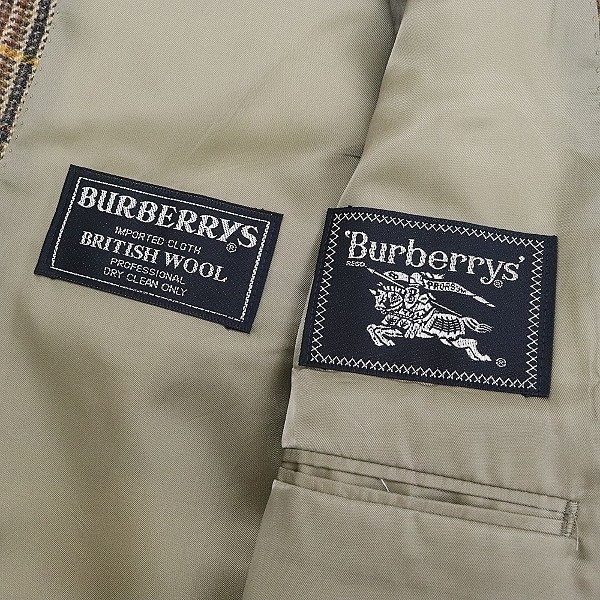 BURBERRYS®
IMPORTED CLOTH
BRITISH WOOL
PROFESSIONAL
DRY CLEAN ONLY
'Burberrys'
REGD.
PRORSUM
®